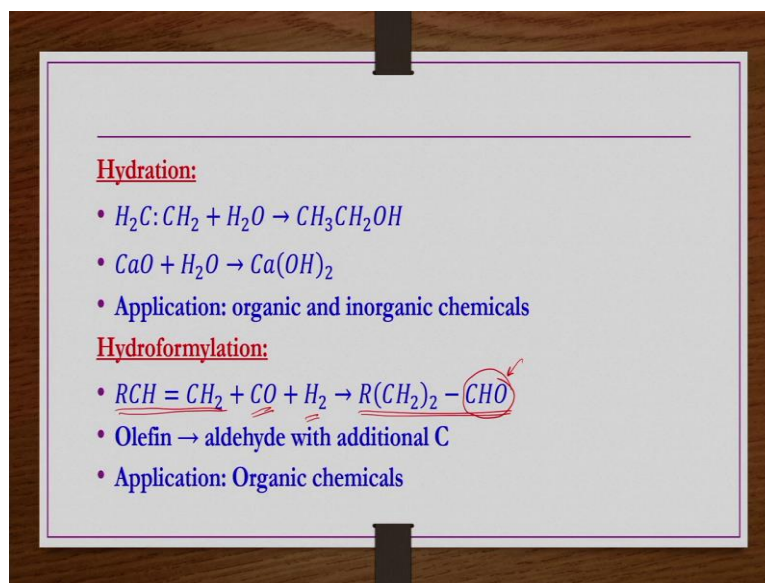 Hydration:
• H₂C:CH₂ + H₂O → CH₃CH₂OH
• CaO + H₂O → Ca(OH)₂
• Application: organic and inorganic chemicals
Hydroformylation:
• RCH = CH₂ + CO + H₂ → R(CH₂)₂ − CHO
• Olefin → aldehyde with additional C
• Application: Organic chemicals